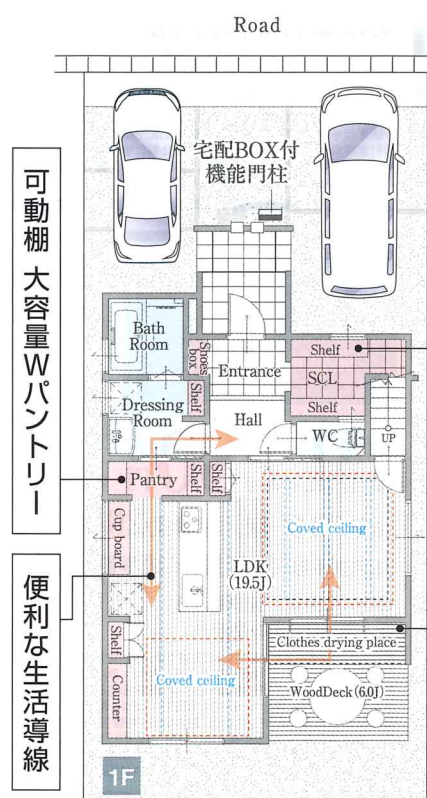 Road
宅配BOX付
機能門柱
可動棚 大容量Wパントリー
Bath
Room
Shoes
box
Entrance
Shelf
SCL
Shelf
Dressing
Room
Shelf
Hall
WC
UP
Pantry
Shelf
Shelf
Cup board
Coved ceiling
LDK
(19.5J)
便利な生活導線
Shelf
Clothes drying place
Coved ceiling
Counter
WoodDeck(6.0J)
1F